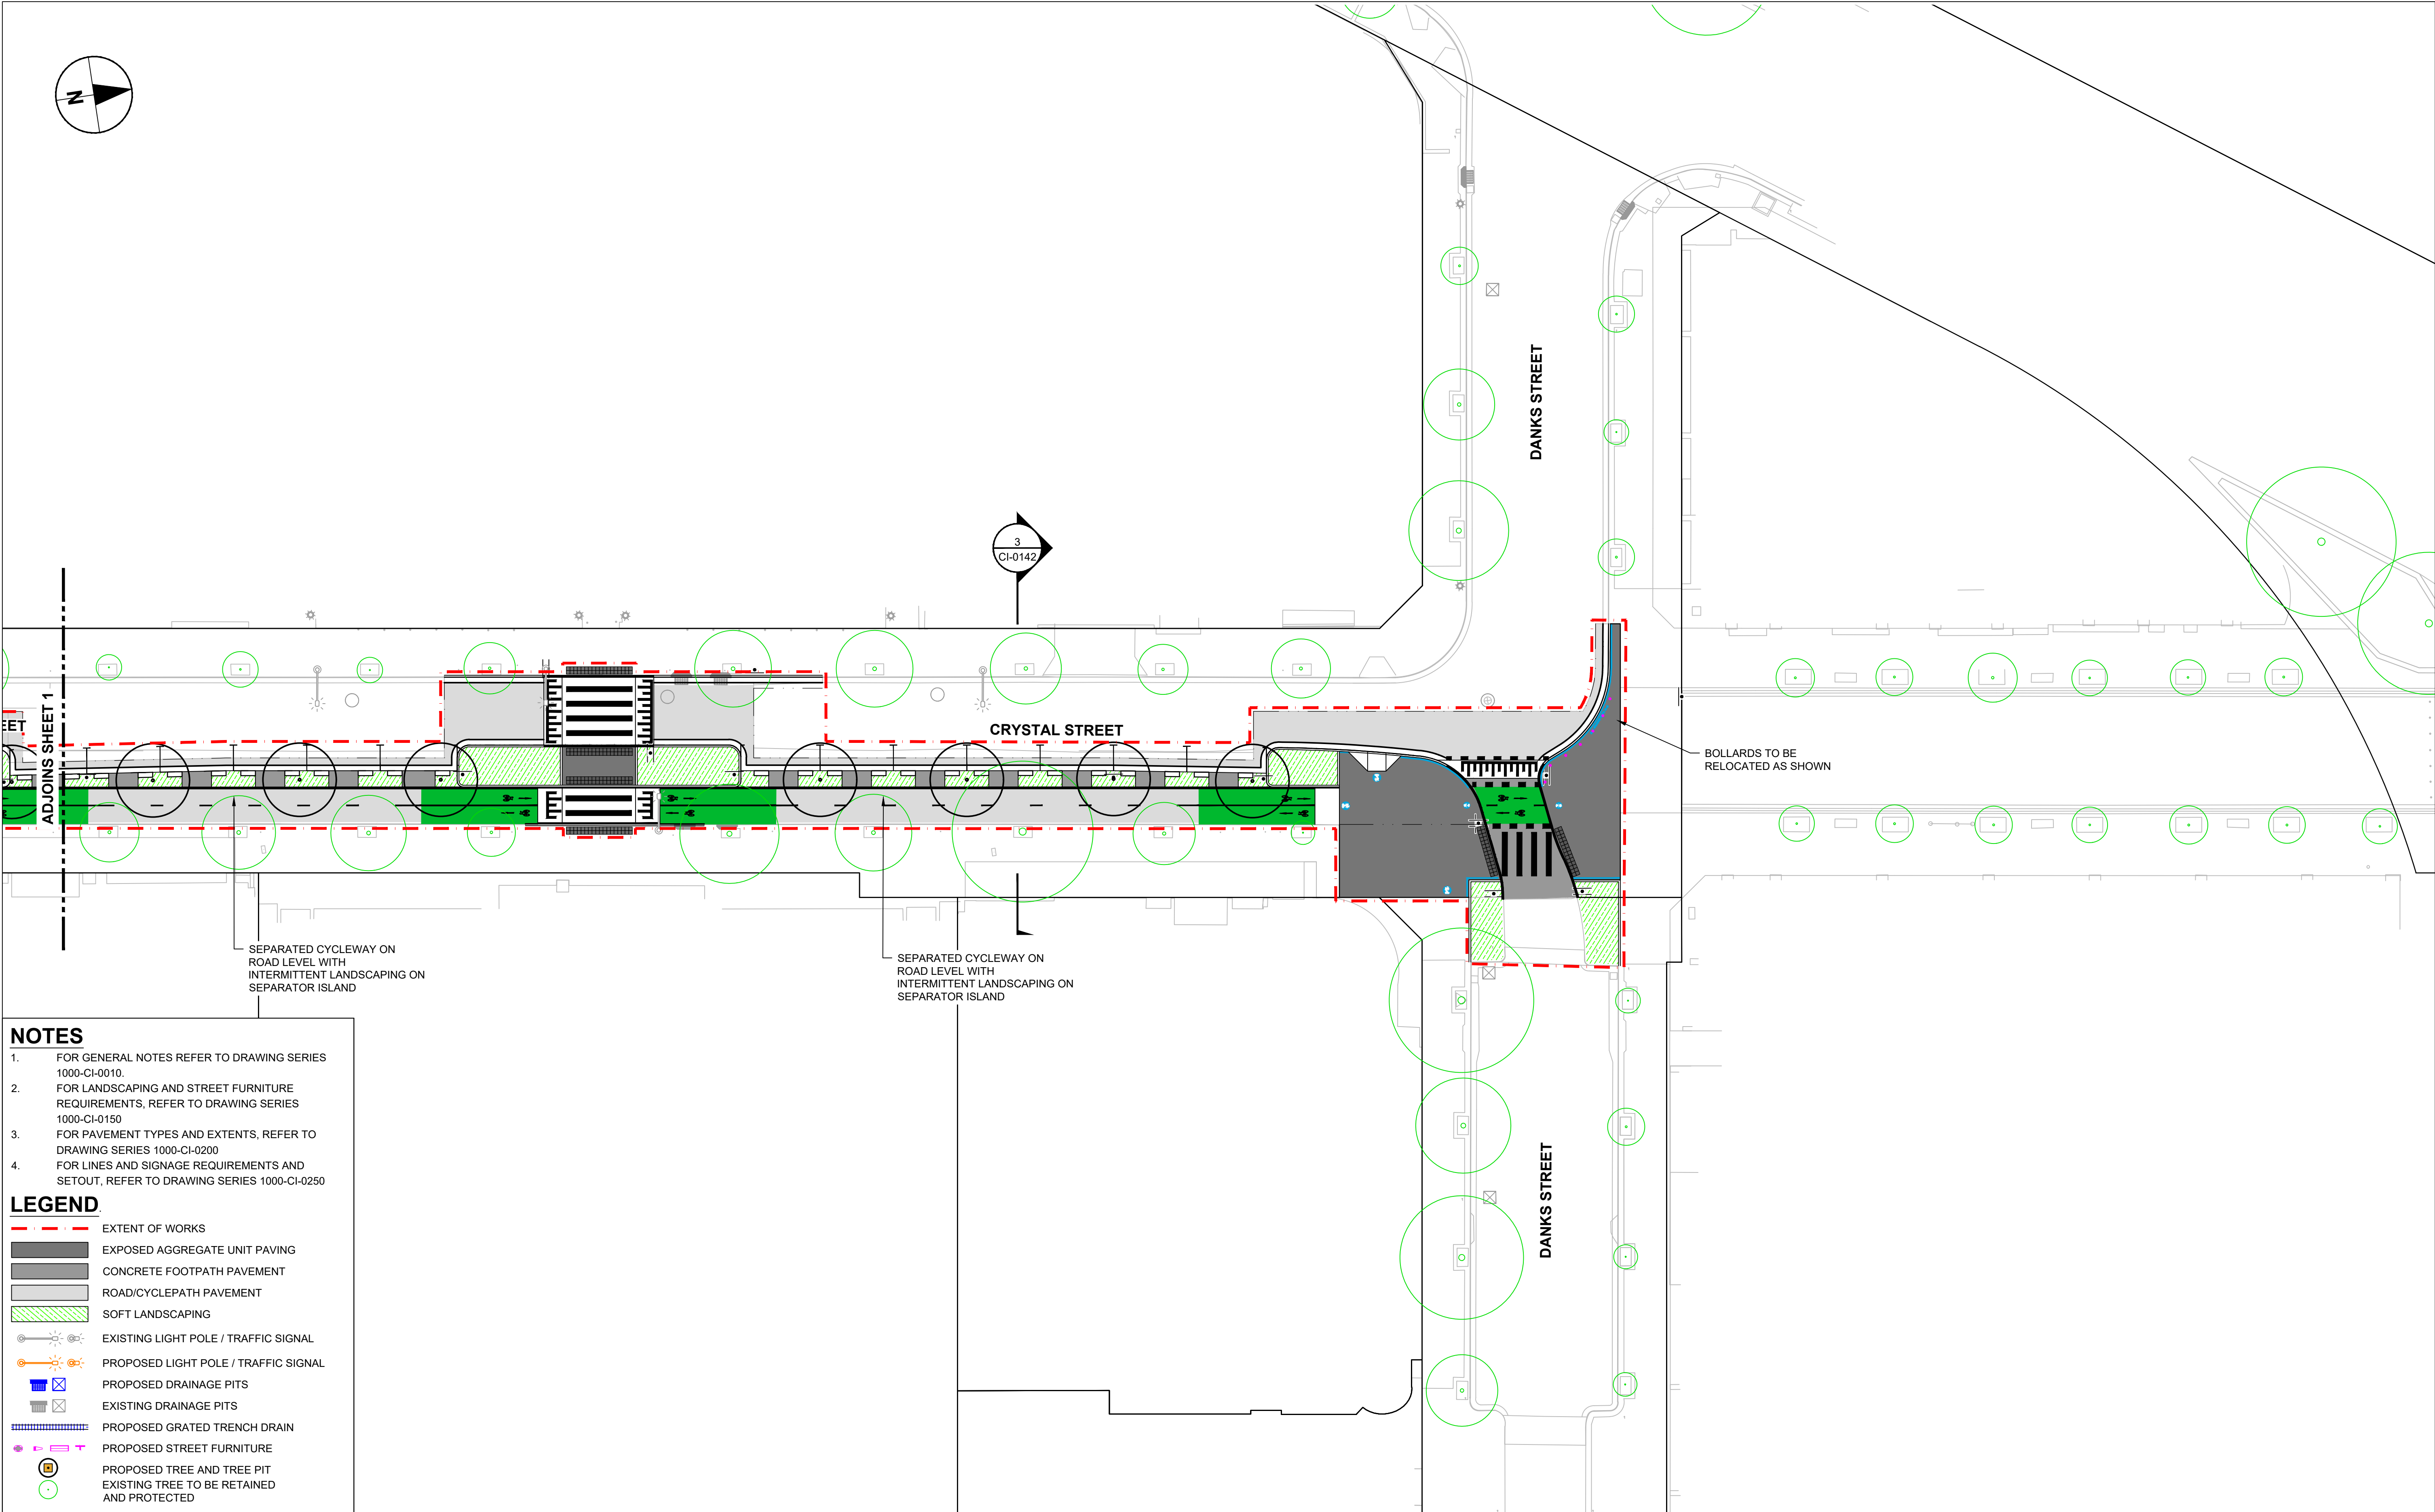 N
DANKS STREET
3
CI-0142
ADJOINS SHEET 1
EET
CRYSTAL STREET
BOLLARDS TO BE
RELOCATED AS SHOWN
SEPARATED CYCLEWAY ON
ROAD LEVEL WITH
INTERMITTENT LANDSCAPING ON
SEPARATOR ISLAND
SEPARATED CYCLEWAY ON
ROAD LEVEL WITH
INTERMITTENT LANDSCAPING ON
SEPARATOR ISLAND
DANKS STREET
NOTES
1. FOR GENERAL NOTES REFER TO DRAWING SERIES
1000-CI-0010.
2. FOR LANDSCAPING AND STREET FURNITURE
REQUIREMENTS, REFER TO DRAWING SERIES
1000-CI-0150
3. FOR PAVEMENT TYPES AND EXTENTS, REFER TO
DRAWING SERIES 1000-CI-0200
4. FOR LINES AND SIGNAGE REQUIREMENTS AND
SETOUT, REFER TO DRAWING SERIES 1000-CI-0250
LEGEND.
EXTENT OF WORKS
EXPOSED AGGREGATE UNIT PAVING
CONCRETE FOOTPATH PAVEMENT
ROAD/CYCLEPATH PAVEMENT
SOFT LANDSCAPING
EXISTING LIGHT POLE / TRAFFIC SIGNAL
PROPOSED LIGHT POLE / TRAFFIC SIGNAL
PROPOSED DRAINAGE PITS
EXISTING DRAINAGE PITS
PROPOSED GRATED TRENCH DRAIN
PROPOSED STREET FURNITURE
PROPOSED TREE AND TREE PIT
EXISTING TREE TO BE RETAINED
AND PROTECTED